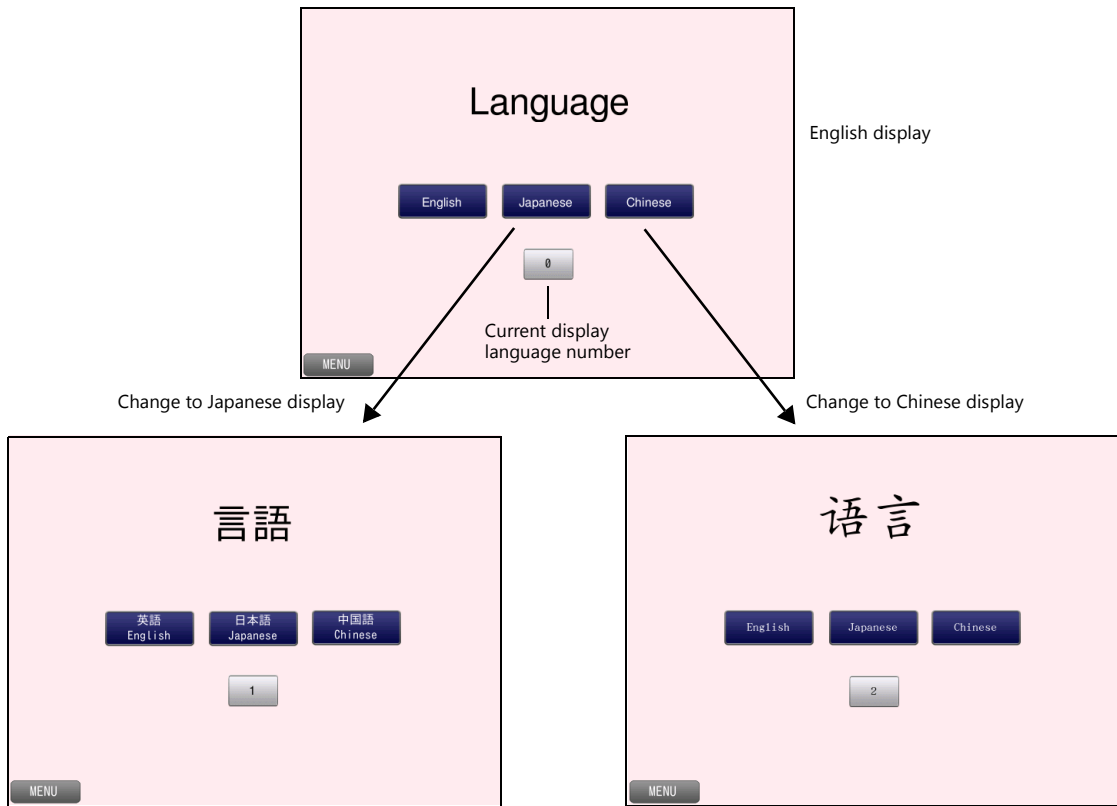 Language
English display
English Japanese Chinese
0
Current display
language number
MENU
Change to Japanese display
Change to Chinese display
言語
英語 日本語 中国語
English Japanese Chinese
1
MENU
语言
English Japanese Chinese
2
MENU